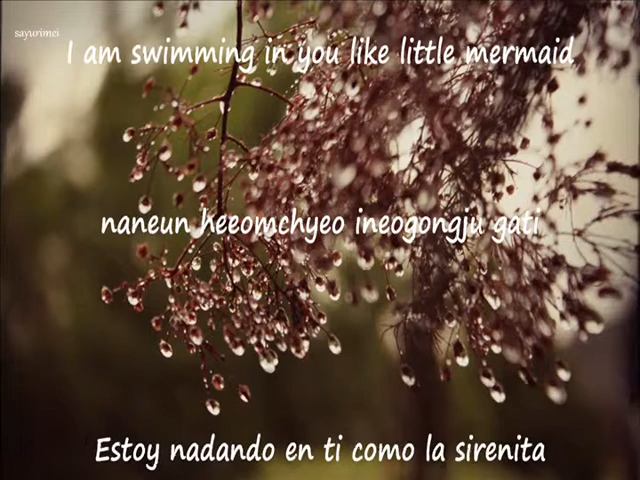 sayurimei
I am swimming in you like little mermaid
naneun heeomchyeo ineogongju gati
Estoy nadando en ti como la sirenita